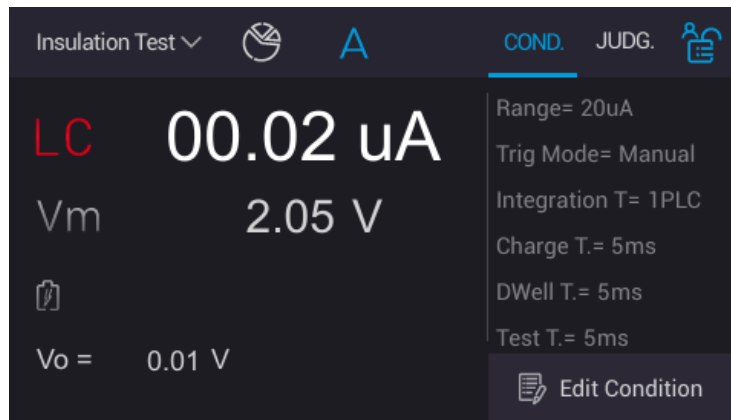 Insulation Test
A
COND.
JUDG.
LC 00.02 uA
Vm 2.05 V
Vo = 0.01 V
Range= 20uA
Trig Mode= Manual
Integration T= 1PLC
Charge T.= 5ms
DWell T.= 5ms
Test T.= 5ms
Edit Condition